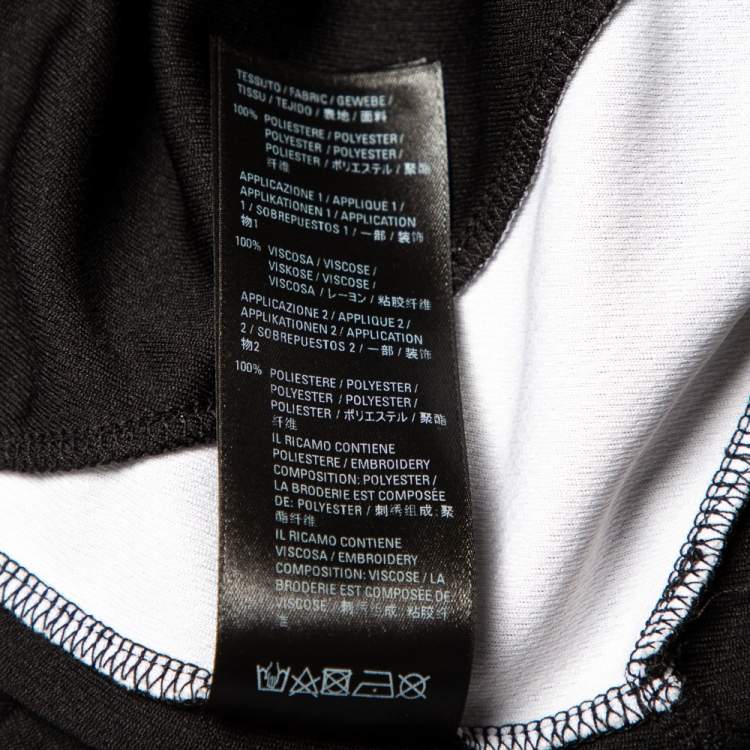 TESSUTO / FABRIC / GEWEBE /
TISSU / TEJIDO / 表地 / 面料
100% POLIESTERE / POLYESTER /
POLYESTER / POLYESTER /
POLIESTER / ポリエステル / 聚酯
纤维
APPLICAZIONE 1 / APPLIQUE 1 /
APPLIKATIONEN 1 / APPLICATION
1 / SOBREPUESTOS 1 / 一部 / 装饰
物1
100% VISCOSA / VISCOSE /
VISKOSE / VISCOSE /
VISCOSA / レーヨン / 粘胶纤维
APPLICAZIONE 2 / APPLIQUE 2 /
APPLIKATIONEN 2 / APPLICATION
2 / SOBREPUESTOS 2 / 一部 / 装饰
物2
100% POLIESTERE / POLYESTER /
POLYESTER / POLYESTER /
POLIESTER / ポリエステル / 聚酯
纤维
IL RICAMO CONTIENE
POLIESTERE / EMBROIDERY
COMPOSITION: POLYESTER /
LA BRODERIE EST COMPOSÉE
DE: POLYESTER / 刺绣组成: 聚
酯纤维
IL RICAMO CONTIENE
VISCOSA / EMBROIDERY
COMPOSITION: VISCOSE / LA
BRODERIE EST COMPOSÉE DE:
VISCOSE / 刺绣组成: 粘胶纤维